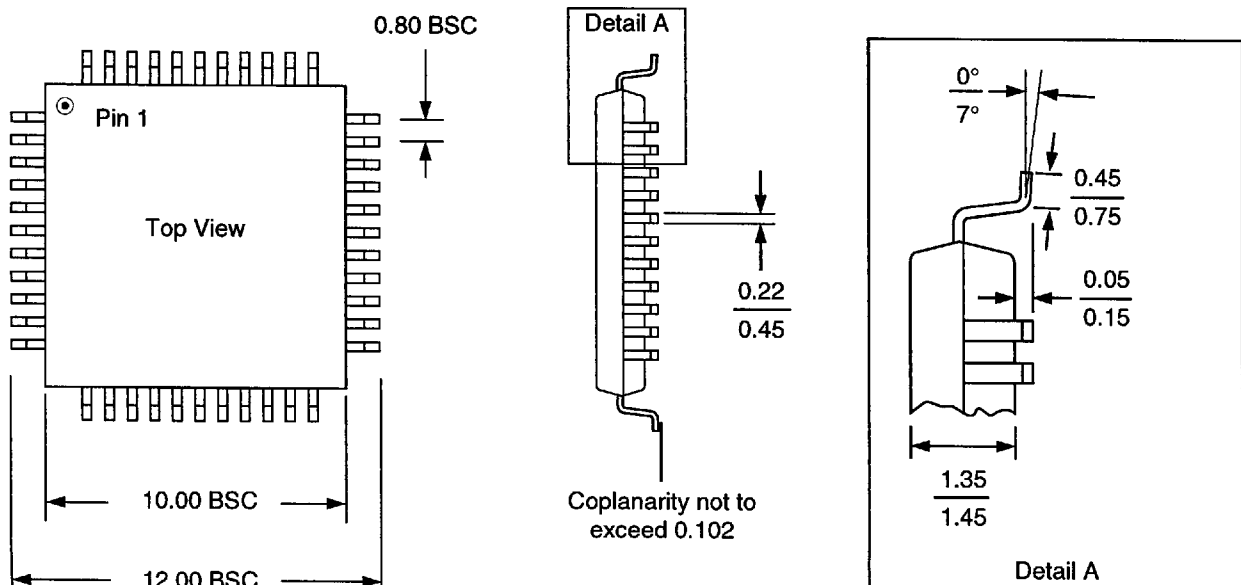 0.80 BSC
Pin 1
Top View
10.00 BSC
12.00 BSC
Detail A
0.22
0.45
Coplanarity not to
exceed 0.102
0°
7°
0.45
0.75
0.05
0.15
1.35
1.45
Detail A